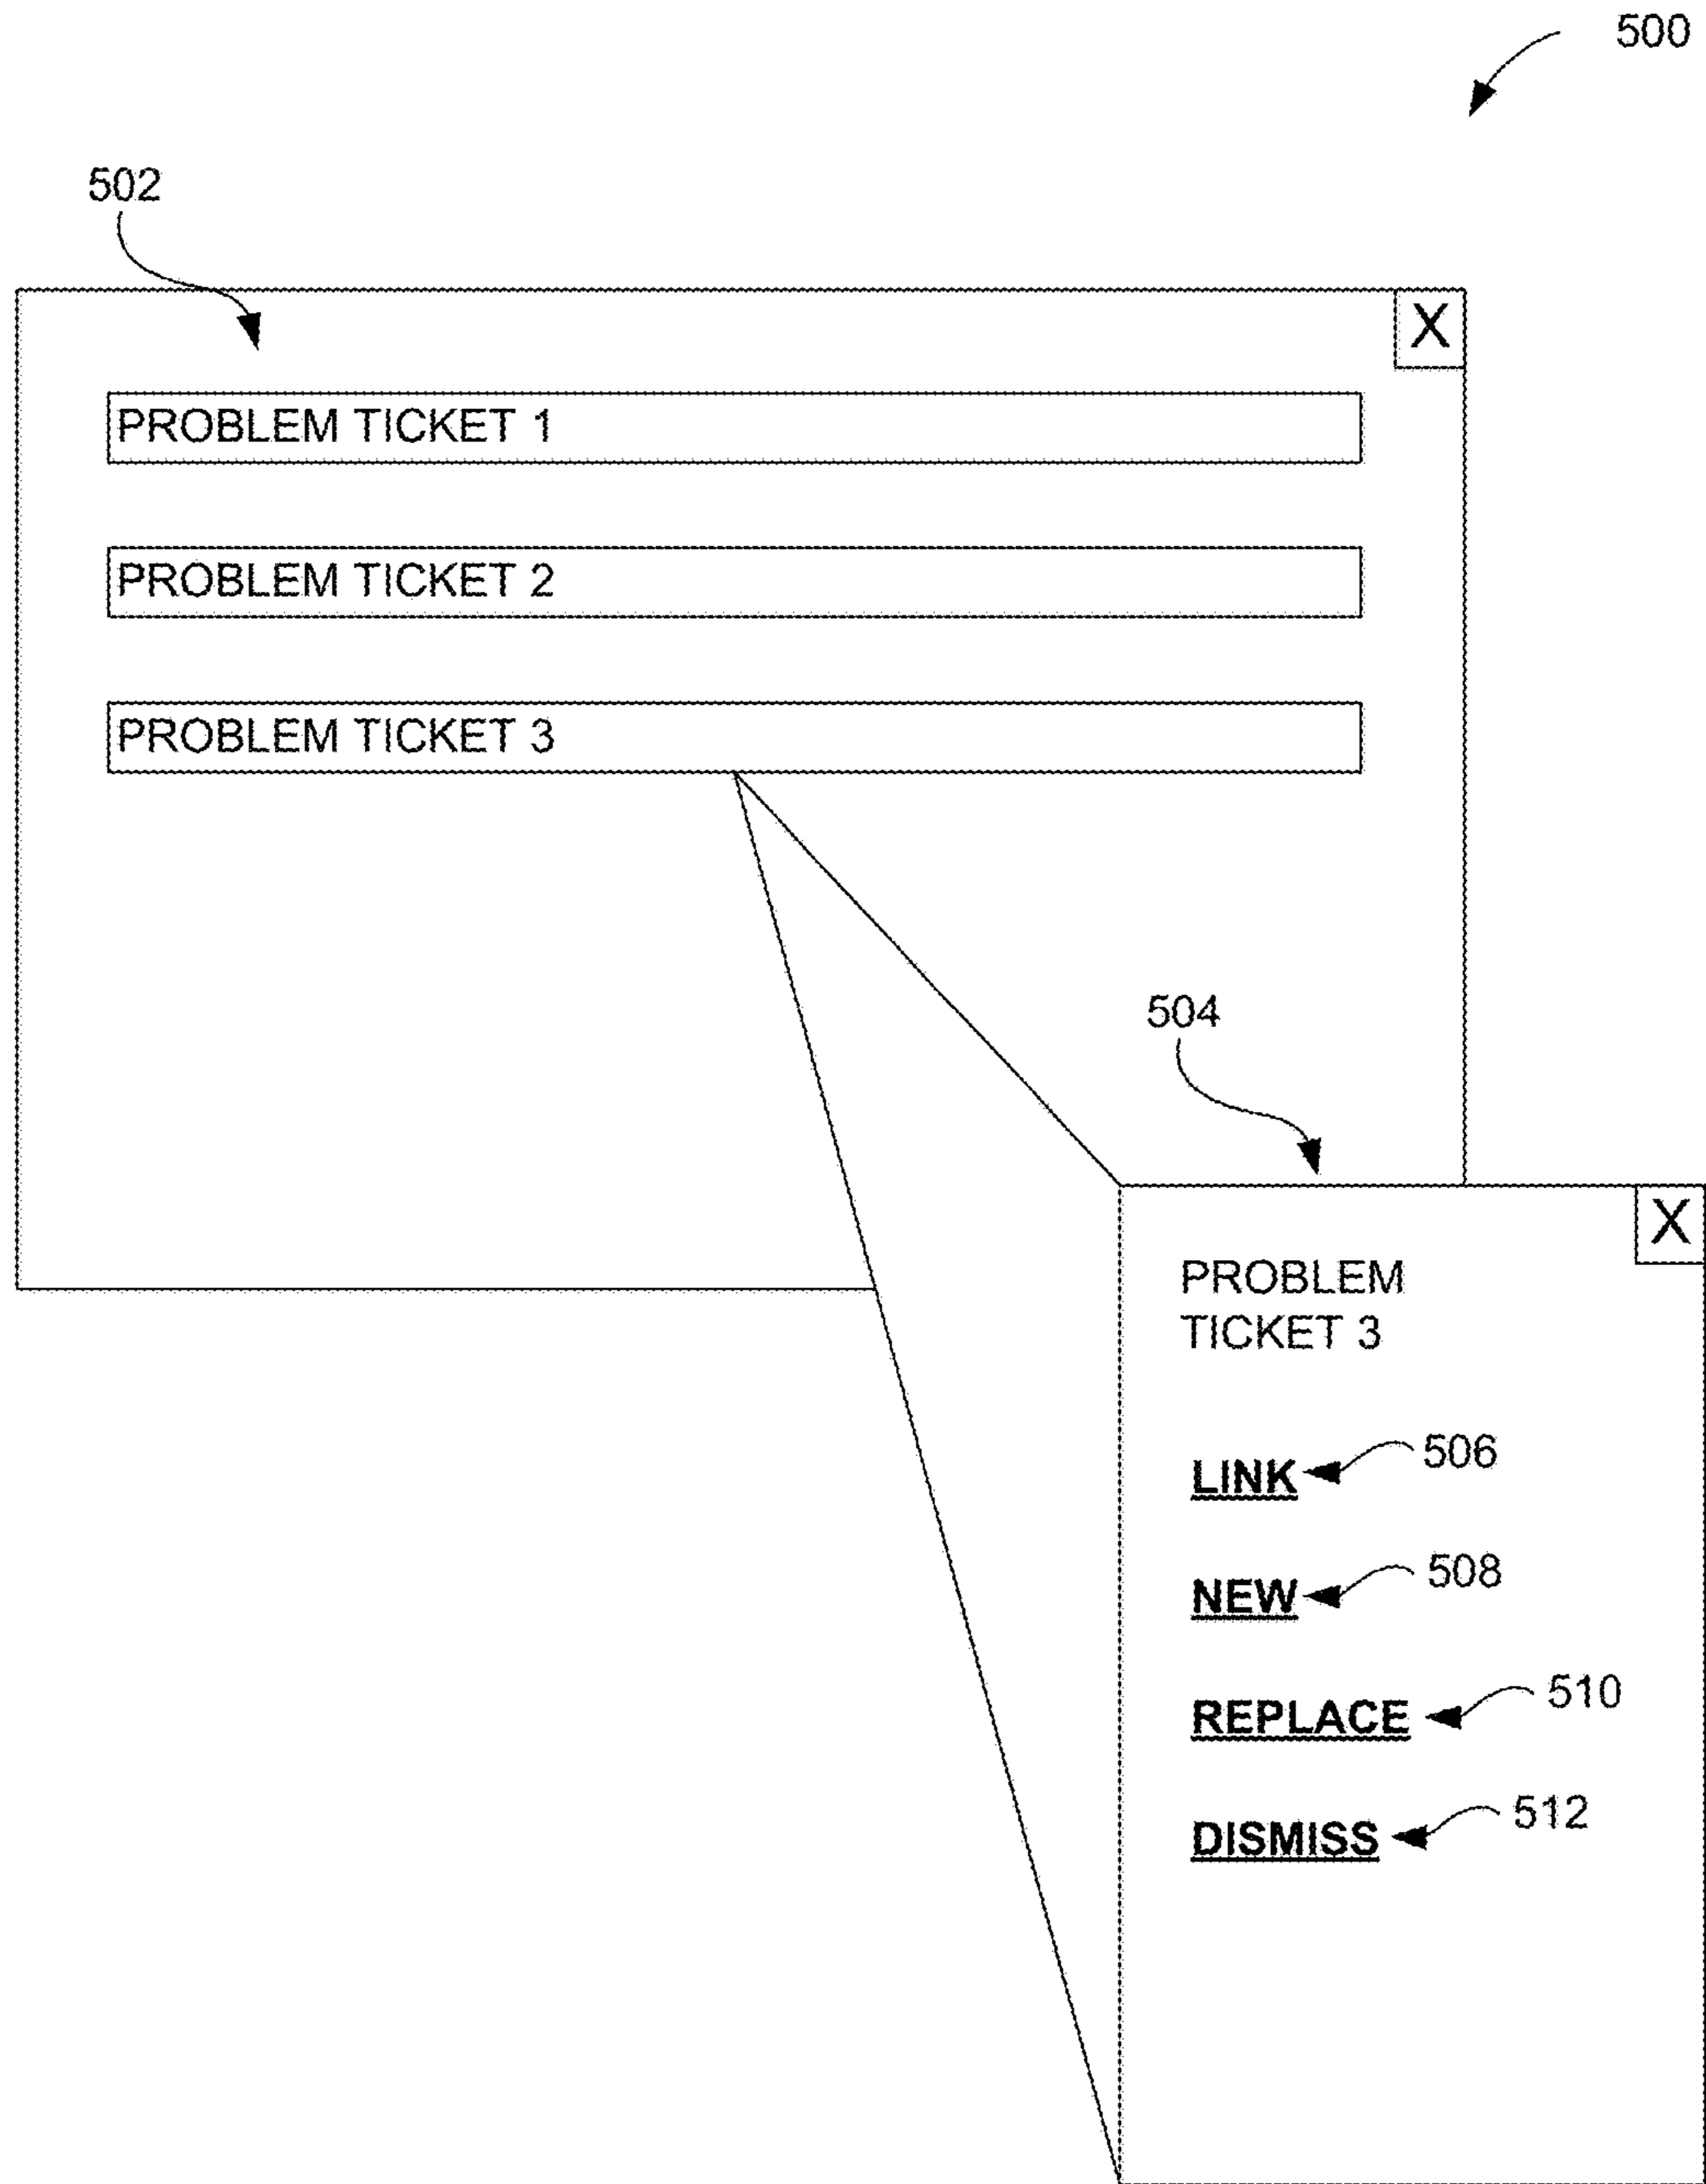 500
502
X
PROBLEM TICKET 1
PROBLEM TICKET 2
PROBLEM TICKET 3
504
X
PROBLEM
TICKET 3
LINK 506
NEW 508
REPLACE 510
DISMISS 512